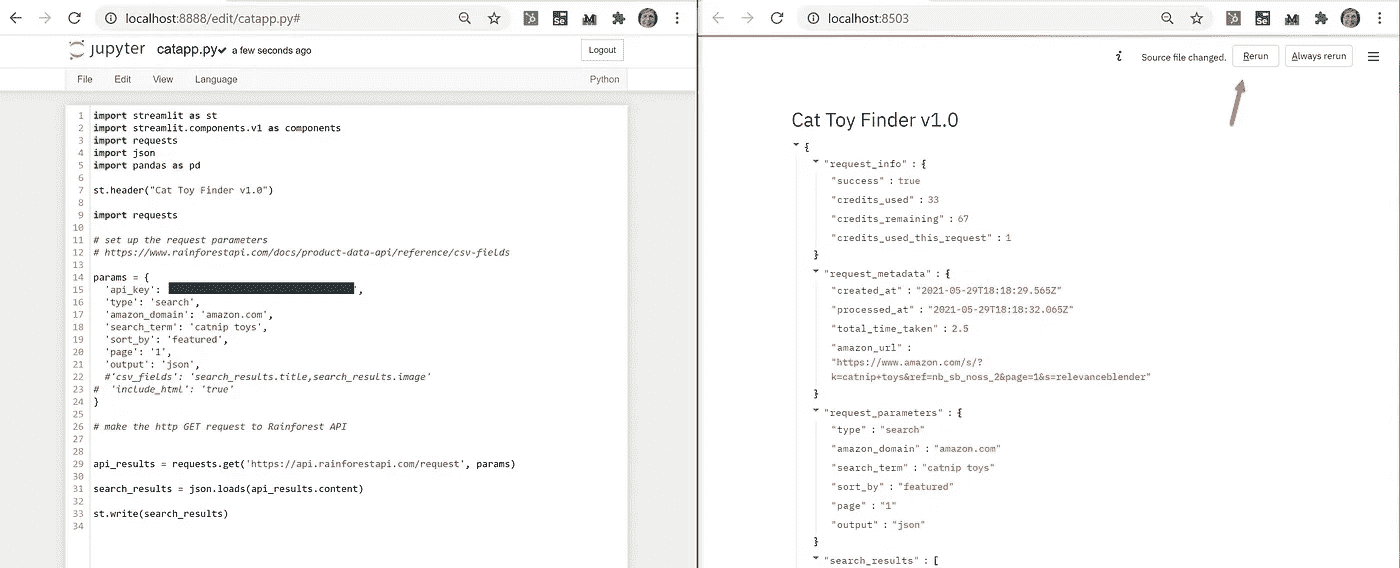 localhost:8888/edit/catapp.py#
jupyter catapp.py a few seconds ago
Logout
File Edit View Language
Python
1 import streamlit as st
2 import streamlit.components.v1 as components
3 import requests
4 import json
5 import pandas as pd
6
7 st.header("Cat Toy Finder v1.0")
8
9 import requests
10
11 # set up the request parameters
12 # https://www.rainforestapi.com/docs/product-data-api/reference/csv-fields
13
14 params = {
15 'api_key': ',
16 'type': 'search',
17 'amazon_domain': 'amazon.com',
18 'search_term': 'catnip toys',
19 'sort_by': 'featured',
20 'page': '1',
21 'output': 'json',
22 #'csv_fields': 'search_results.title,search_results.image'
23 # 'include_html': 'true'
24 }
25
26 # make the http GET request to Rainforest API
27
28
29 api_results = requests.get('https://api.rainforestapi.com/request', params)
30
31 search_results = json.loads(api_results.content)
32
33 st.write(search_results)
34
localhost:8503
i Source file changed. Rerun Always rerun
Cat Toy Finder v1.0
{
"request_info" : {
"success" : true
"credits_used" : 33
"credits_remaining" : 67
"credits_used_this_request" : 1
}
"request_metadata" : {
"created_at" : "2021-05-29T18:18:29.565Z"
"processed_at" : "2021-05-29T18:18:32.065Z"
"total_time_taken" : 2.5
"amazon_url" :
"https://www.amazon.com/s/?
k=catnip+toys&ref=nb_sb_noss_2&page=1&s=relevanceblender"
}
"request_parameters" : {
"type" : "search"
"amazon_domain" : "amazon.com"
"search_term" : "catnip toys"
"sort_by" : "featured"
"page" : "1"
"output" : "json"
}
"search_results" : [